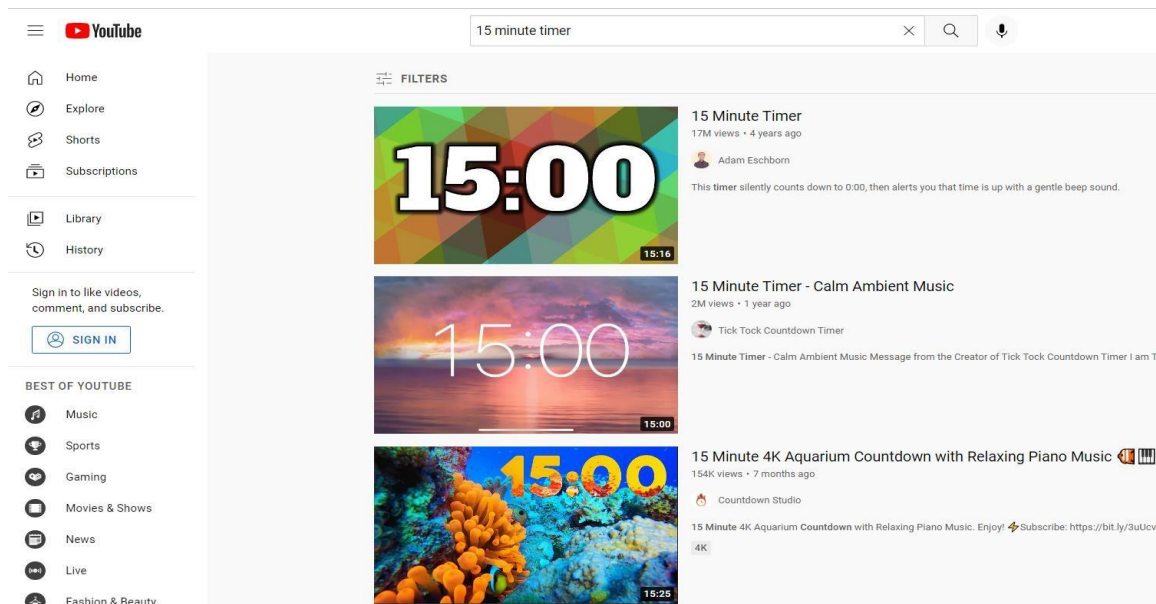 YouTube
15 minute timer
Home
Explore
Shorts
Subscriptions
Library
History
Sign in to like videos,
comment, and subscribe.
SIGN IN
BEST OF YOUTUBE
Music
Sports
Gaming
Movies & Shows
News
Live
Fashion & Beauty
FILTERS
15:00
15:16
15 Minute Timer
17M views • 4 years ago
Adam Eschborn
This timer silently counts down to 0:00, then alerts you that time is up with a gentle beep sound.
15:00
15:00
15 Minute Timer - Calm Ambient Music
2M views • 1 year ago
Tick Tock Countdown Timer
15 Minute Timer - Calm Ambient Music Message from the Creator of Tick Tock Countdown Timer I am T
15:00
15:25
15 Minute 4K Aquarium Countdown with Relaxing Piano Music 🐠🎹
154K views • 7 months ago
Countdown Studio
15 Minute 4K Aquarium Countdown with Relaxing Piano Music. Enjoy! ⚡Subscribe: https://bit.ly/3uUcv
4K